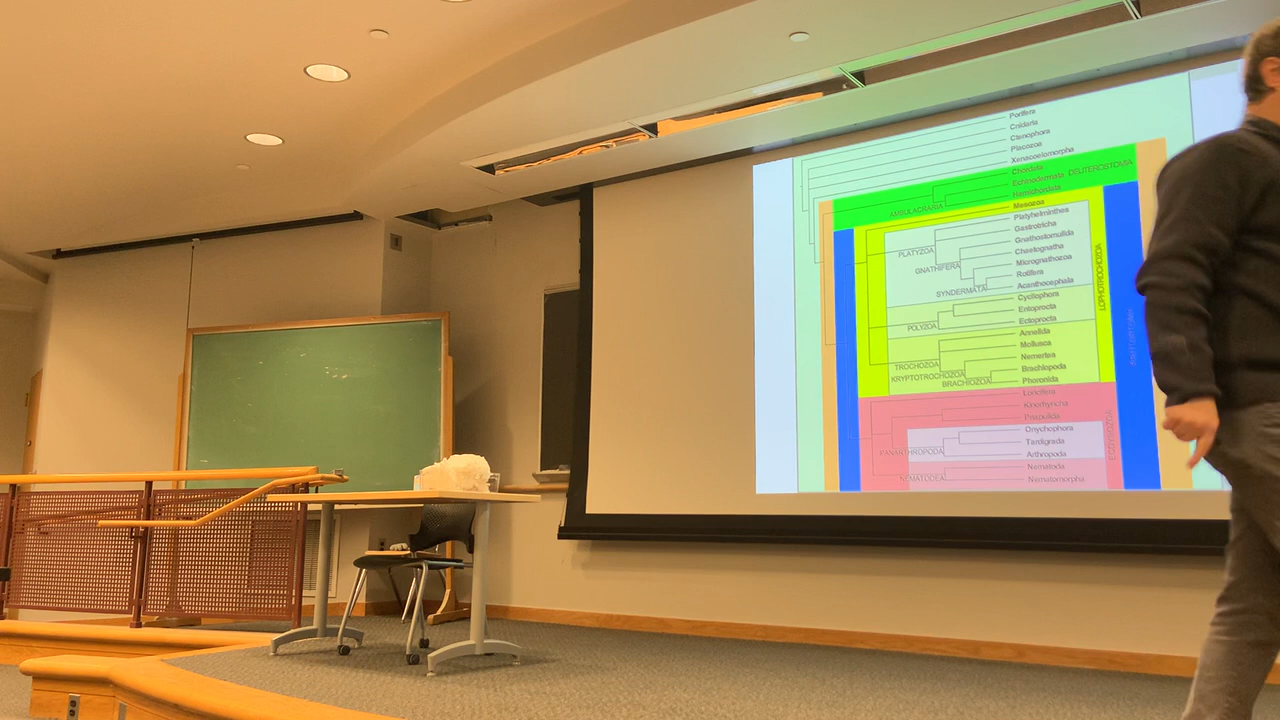 Porifera
Cnidaria
Ctenophora
Placozoa
Xenacoelomorpha
Chordata
Echinodermata DEUTEROSTOMIA
Hemichordata
AMBULACRARIA
Mesozoa
Platyhelminthes
Gastroticha
PLATYZOA
Gnathostomulida
Chaetognatha
GNATHIFERA
Micrognathozoa
Rotifera
SYNDERMATA
Acanthocephala
LOPHOTROCHOZOA
Cycliophora
Entoprocta
POLYZOA
Ectoprocta
Annelida
Mollusca
TROCHOZOA
Nemertea
KRYPTOTROCHOZOA
Brachiopoda
BRACHIOZOA
Phoronida
Loricifera
Kinorhyncha
Priapulida
Onychophora
PANARTHROPODA
Tardigrada
Arthropoda
ECDYSOZOA
Nematoda
NEMATOIDEA
Nematomorpha